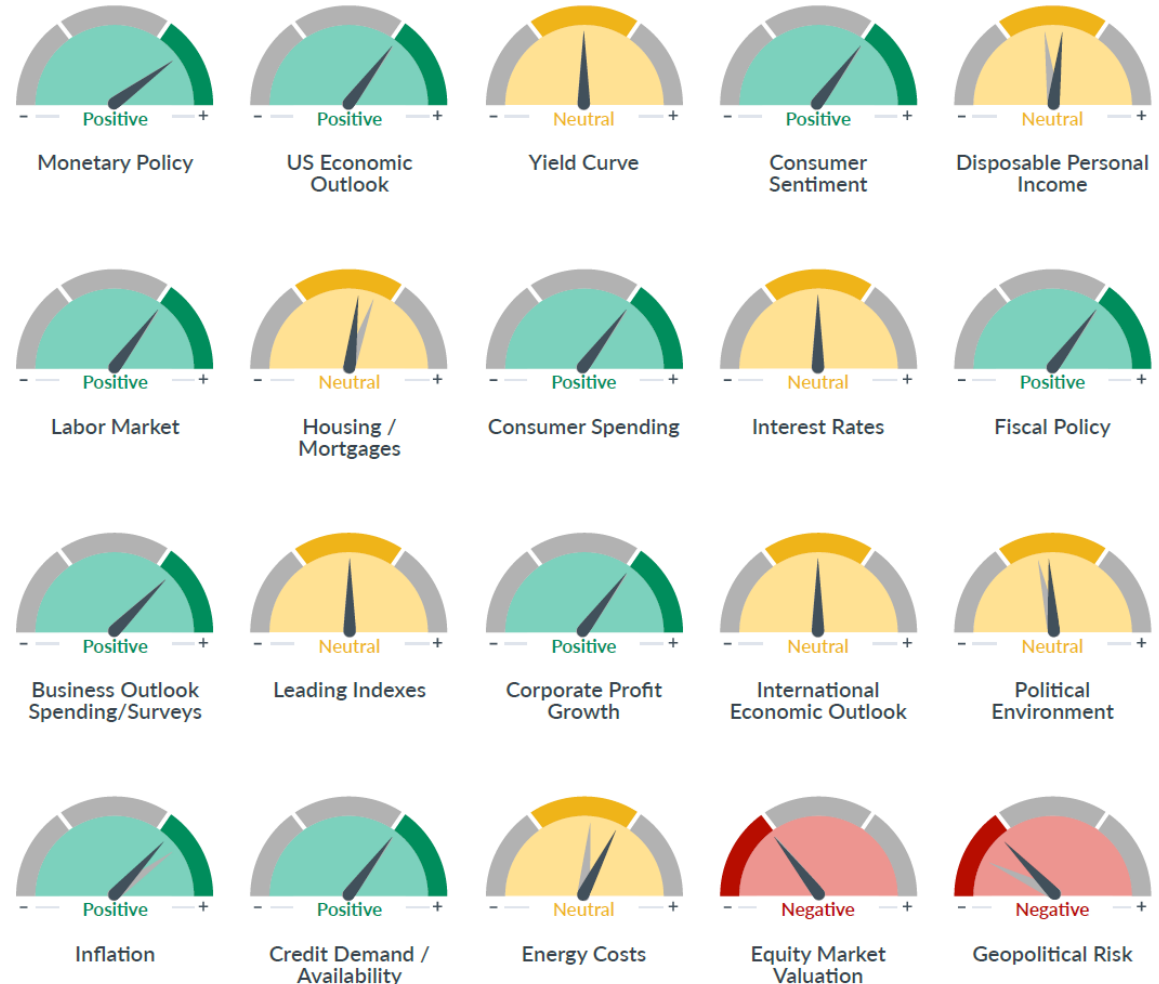 - Positive +
- Positive +
- Neutral +
- Positive +
- Neutral +
Monetary Policy
US Economic
Outlook
Yield Curve
Consumer
Sentiment
Disposable Personal
Income
- Positive +
- Neutral +
- Positive +
- Neutral +
- Positive +
Labor Market
Housing /
Mortgages
Consumer Spending
Interest Rates
Fiscal Policy
- Positive +
- Neutral +
- Positive +
- Neutral +
- Neutral +
Business Outlook
Spending/Surveys
Leading Indexes
Corporate Profit
Growth
International
Economic Outlook
Political
Environment
- Positive +
- Positive +
- Neutral +
- Negative +
- Negative +
Inflation
Credit Demand /
Availability
Energy Costs
Equity Market
Valuation
Geopolitical Risk